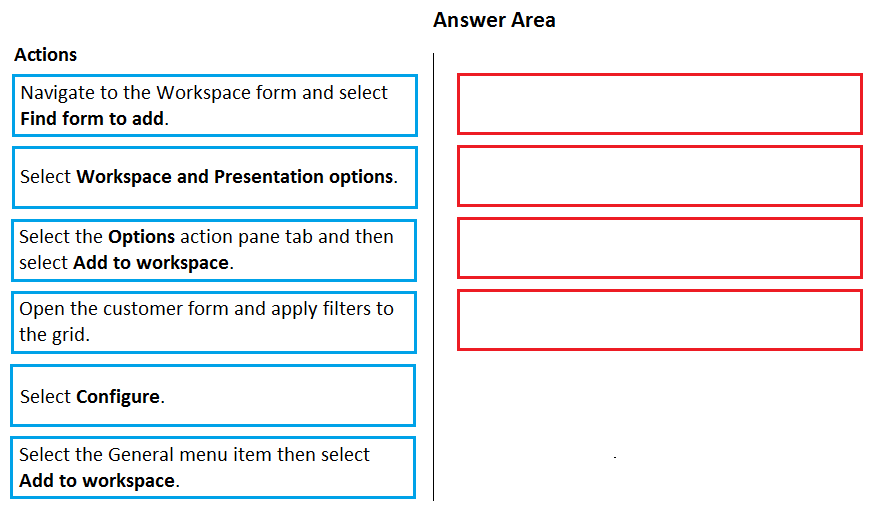 Answer Area
Actions
Navigate to the Workspace form and select
Find form to add.
Select Workspace and Presentation options.
Select the Options action pane tab and then
select Add to workspace.
Open the customer form and apply filters to
the grid.
Select Configure.
Select the General menu item then select
Add to workspace.